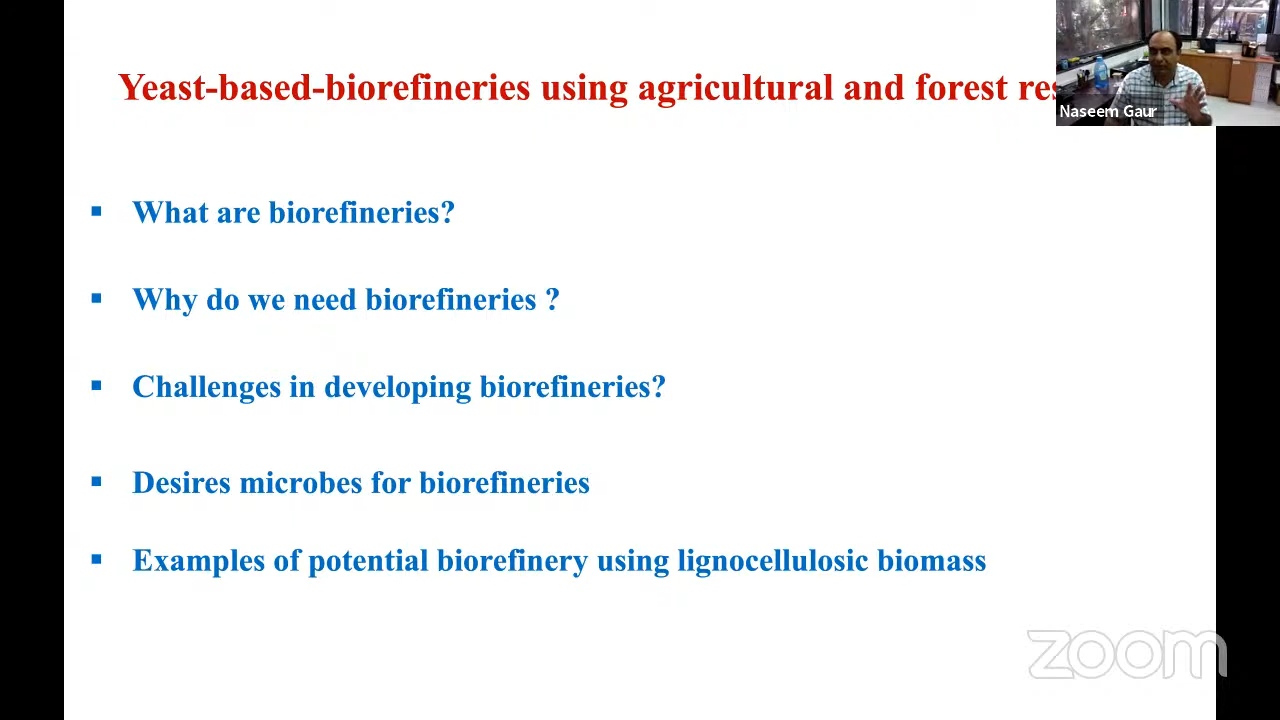 Yeast-based-biorefineries using agricultural and forest
Naseem Gaur
▪ What are biorefineries?
▪ Why do we need biorefineries ?
▪ Challenges in developing biorefineries?
▪ Desires microbes for biorefineries
▪ Examples of potential biorefinery using lignocellulosic biomass
zoom